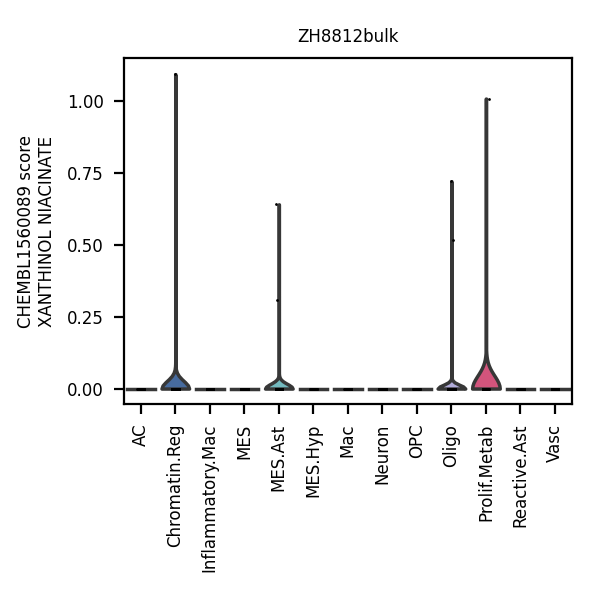 ZH8812bulk
CHEMBL1560089 score
XANTHINOL NIACINATE
1.00
0.75
0.50
0.25
0.00
AC
Chromatin.Reg
Inflammatory.Mac
MES
MES.Ast
MES.Hyp
Mac
Neuron
OPC
Oligo
Prolif.Metab
Reactive.Ast
Vasc